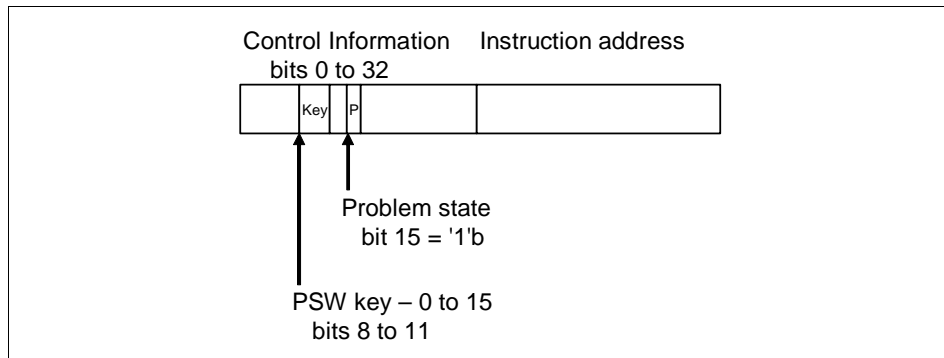 Control Information
bits 0 to 32
Instruction address
Key
P
Problem state
bit 15 = '1'b
PSW key – 0 to 15
bits 8 to 11